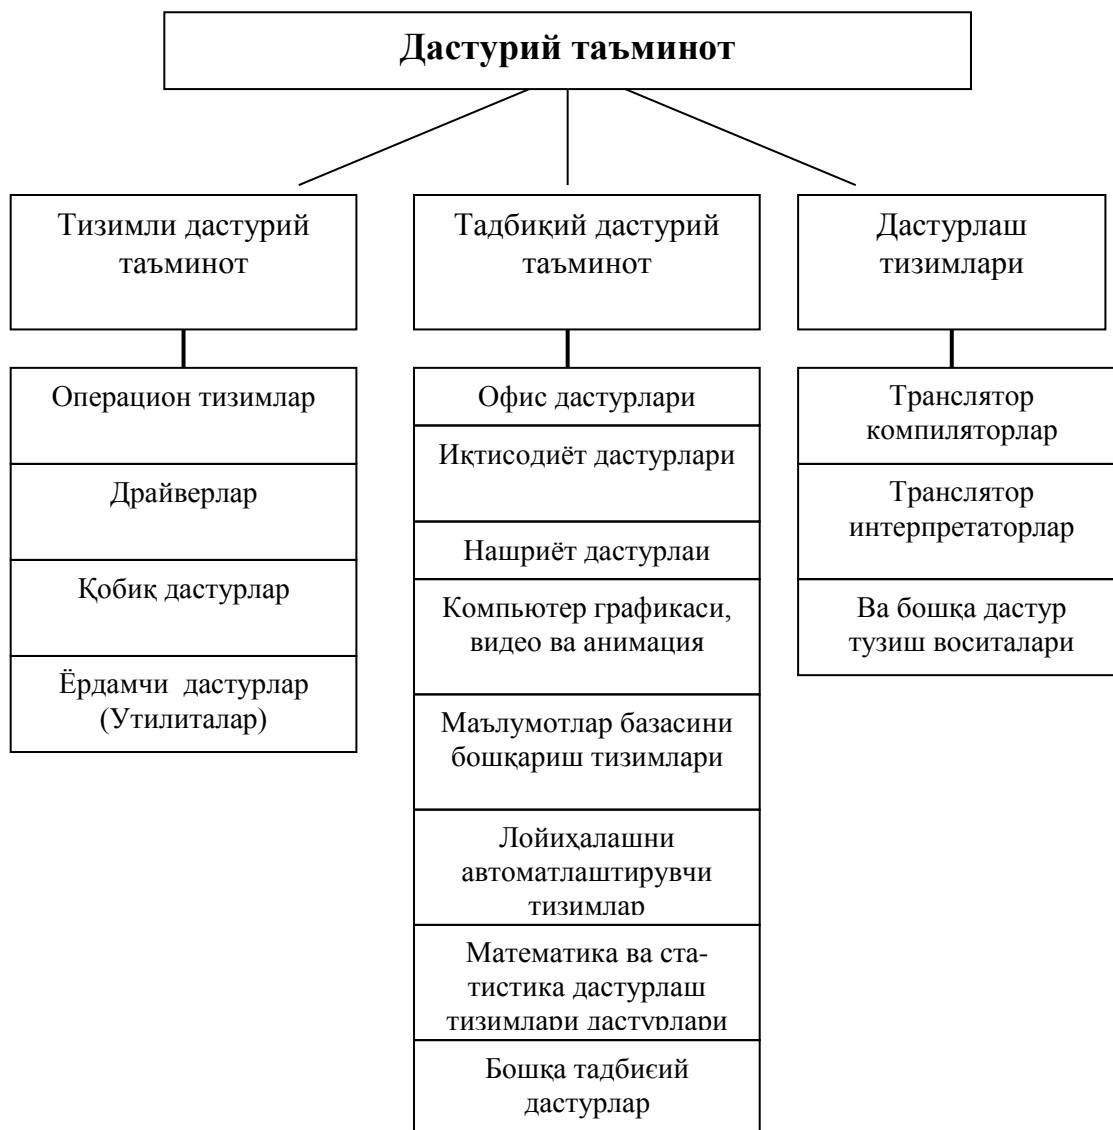 Дастурий таъминот
Тизимли дастурий
таъминот
Операцион тизимлар
Драйверлар
Қобиқ дастурлар
Ёрдамчи дастурлар
(Утилиталар)
Тадбиқий дастурий
таъминот
Офис дастурлари
Иқтисодиёт дастурлари
Нашриёт дастурлаи
Компьютер графикаси,
видео ва анимация
Маълумотлар базасини
бошқариш тизимлари
Лойиҳалашни
автоматлаштирувчи
тизимлар
Математика ва ста-
тистика дастурлаш
тизимлари дастурлари
Бошқа тадбиєий
дастурлар
Дастурлаш
тизимлари
Транслятор
компиляторлар
Транслятор
интерпретаторлар
Ва бошқа дастур
тузиш воситалари